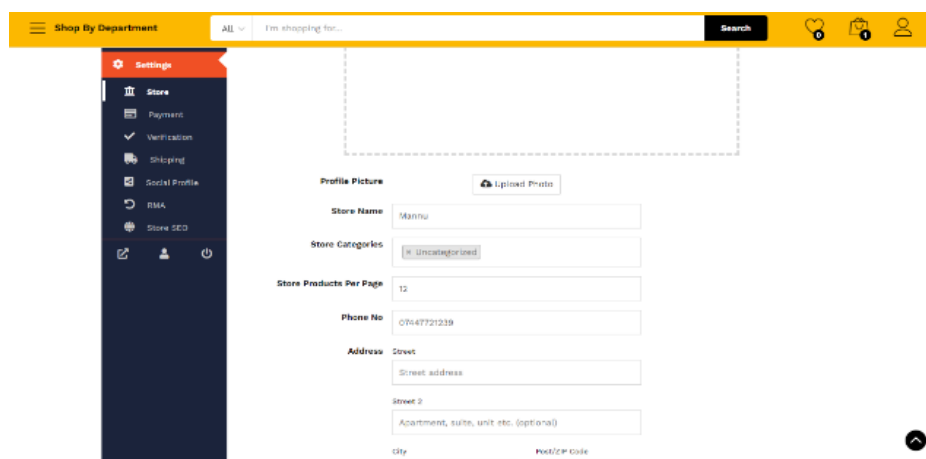 Shop By Department
All
I'm shopping for...
Search
0
1
Settings
Store
Payment
Verification
Shipping
Social Profile
RMA
Store SEO
Profile Picture
Upload Photo
Store Name
Mannu
Store Categories
× Uncategorized
Store Products Per Page
12
Phone No
07447721239
Address
Street
Street address
Street 2
Apartment, suite, unit etc. (optional)
City
Post/ZIP Code